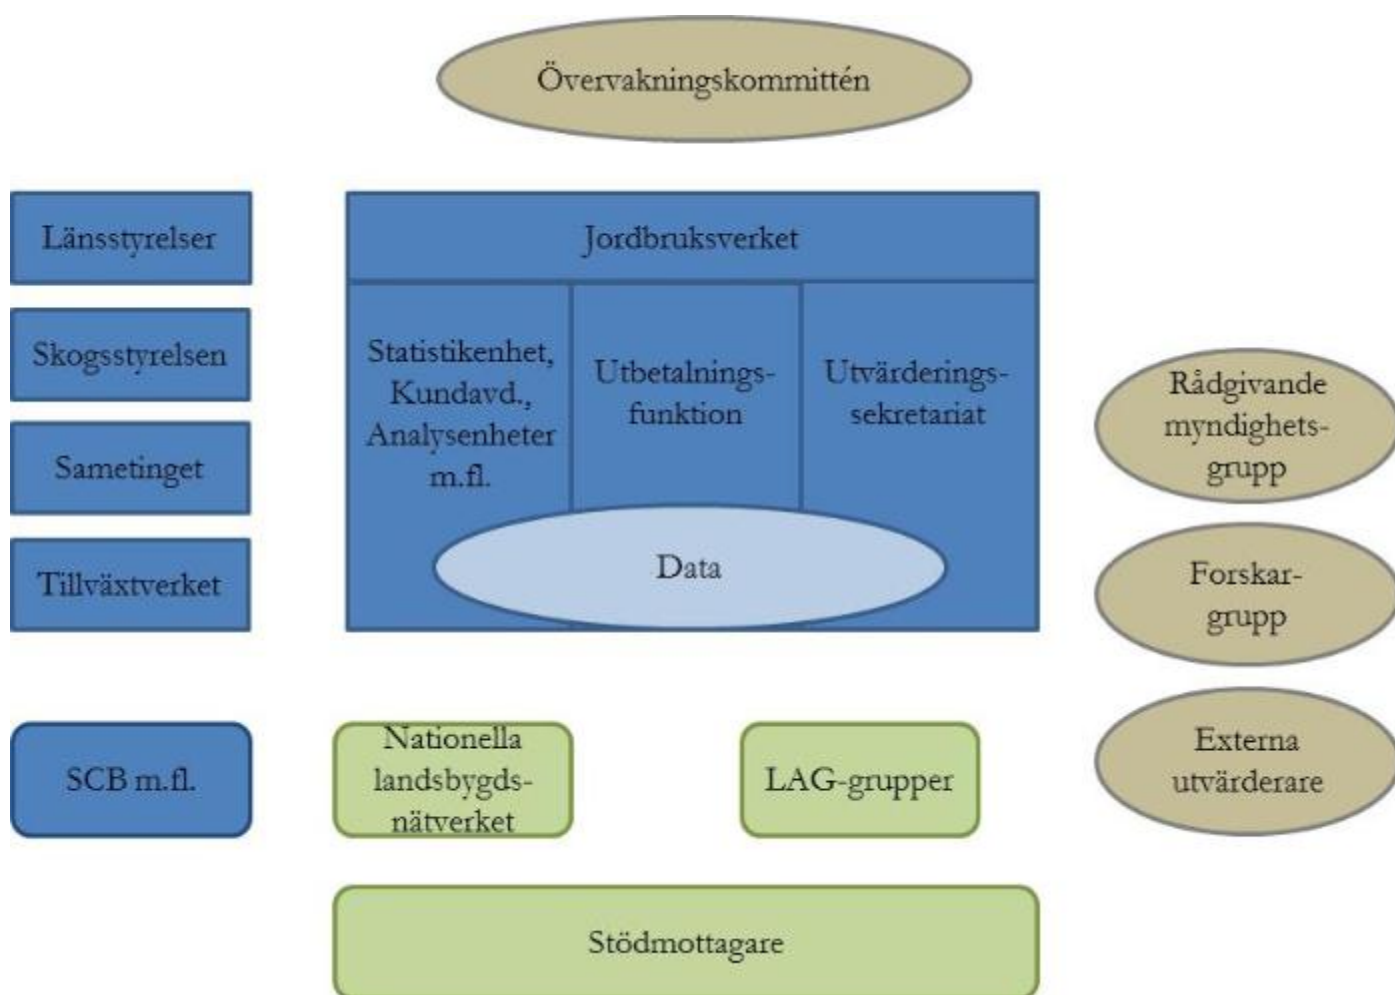 Övervakningskommittén
Länsstyrelser
Jordbruksverket
Skogsstyrelsen
Statistikenhet,
Kundavd.,
Analysenheter
m.fl.
Utbetalnings-
funktion
Utvärderings-
sekretariat
Rådgivande
myndighets-
grupp
Sametinget
Tillväxtverket
Data
Forskar-
grupp
SCB m.fl.
Nationella
landsbygds-
nätverket
LAG-grupper
Externa
utvärderare
Stödmottagare